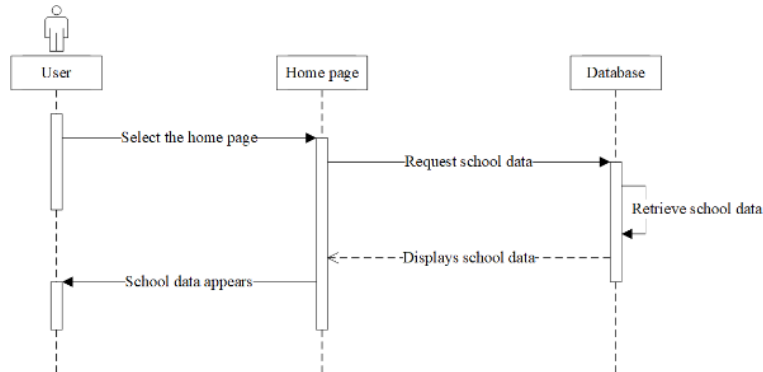 User
Home page
Database
Select the home page
Request school data
Retrieve school data
Displays school data
School data appears